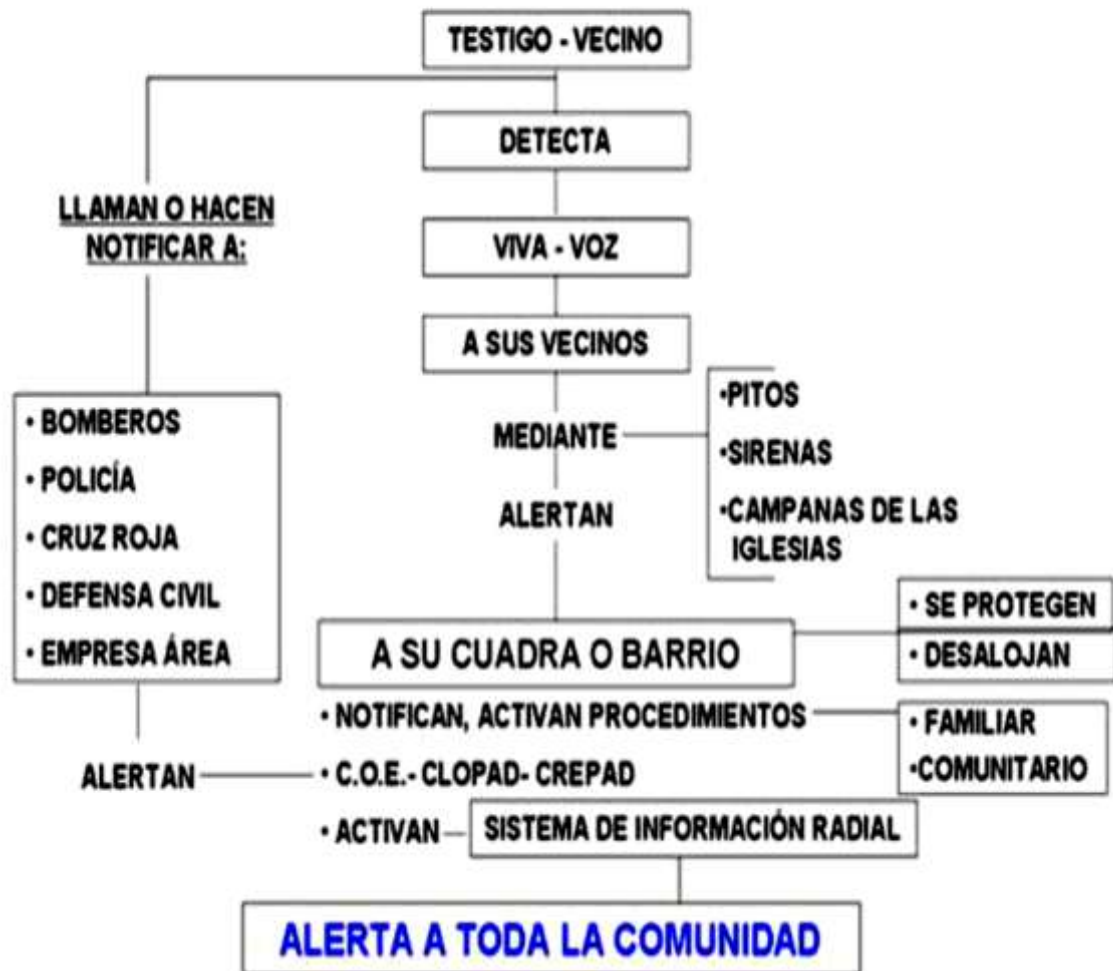 TESTIGO - VECINO
DETECTA
LLAMAN O HACEN
NOTIFICAR A:
VIVA - VOZ
A SUS VECINOS
• BOMBEROS
• POLICÍA
• CRUZ ROJA
• DEFENSA CIVIL
• EMPRESA ÁREA
MEDIANTE
•PITOS
•SIRENAS
•CAMPANAS DE LAS
IGLESIAS
ALERTAN
A SU CUADRA O BARRIO
• SE PROTEGEN
• DESALOJAN
• NOTIFICAN, ACTIVAN PROCEDIMIENTOS
• FAMILIAR
•COMUNITARIO
ALERTAN
• C.O.E.- CLOPAD- CREPAD
• ACTIVAN
SISTEMA DE INFORMACIÓN RADIAL
ALERTA A TODA LA COMUNIDAD